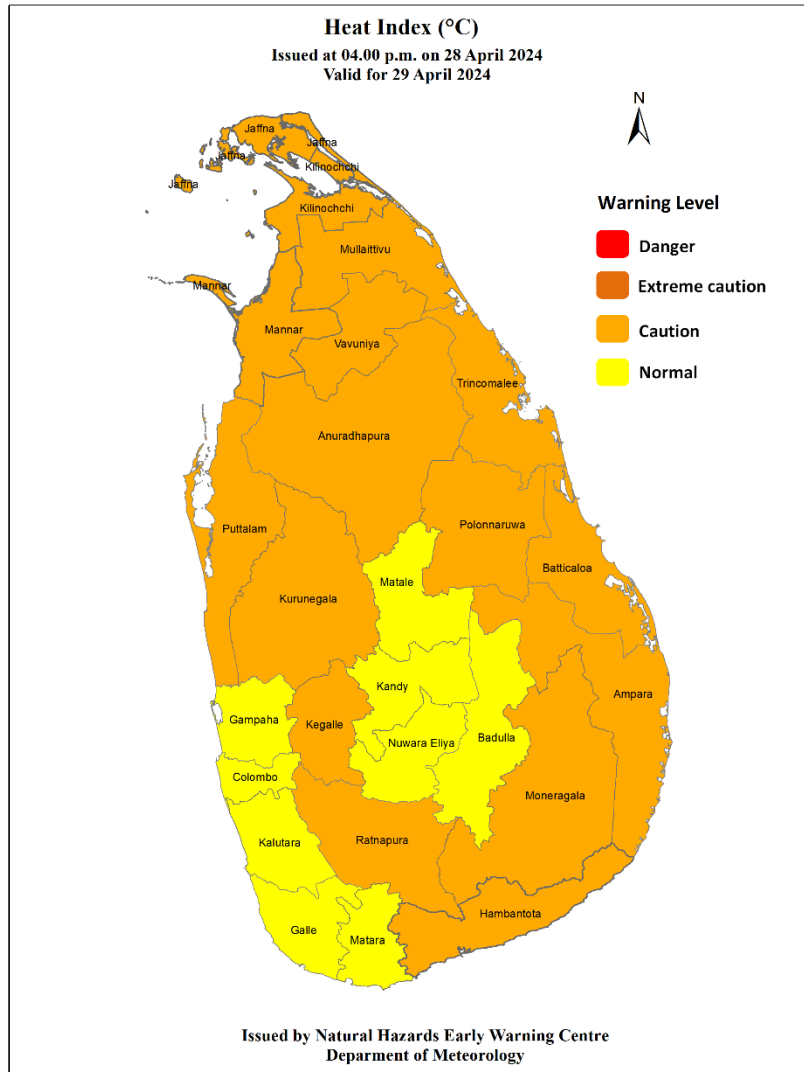 Heat Index (°C)
Issued at 04.00 p.m. on 28 April 2024
Valid for 29 April 2024
N
Warning Level
Danger
Extreme caution
Caution
Normal
Jaffna
Jaffna
Jaffna
Kilinochchi
Jaffna
Kilinochchi
Mullaittivu
Mannar
Mannar
Vavuniya
Trincomalee
Anuradhapura
Puttalam
Polonnaruwa
Batticaloa
Matale
Kurunegala
Kandy
Ampara
Gampaha
Kegalle
Nuwara Eliya
Badulla
Colombo
Moneragala
Kalutara
Ratnapura
Hambantota
Galle
Matara
Issued by Natural Hazards Early Warning Centre
Deparment of Meteorology